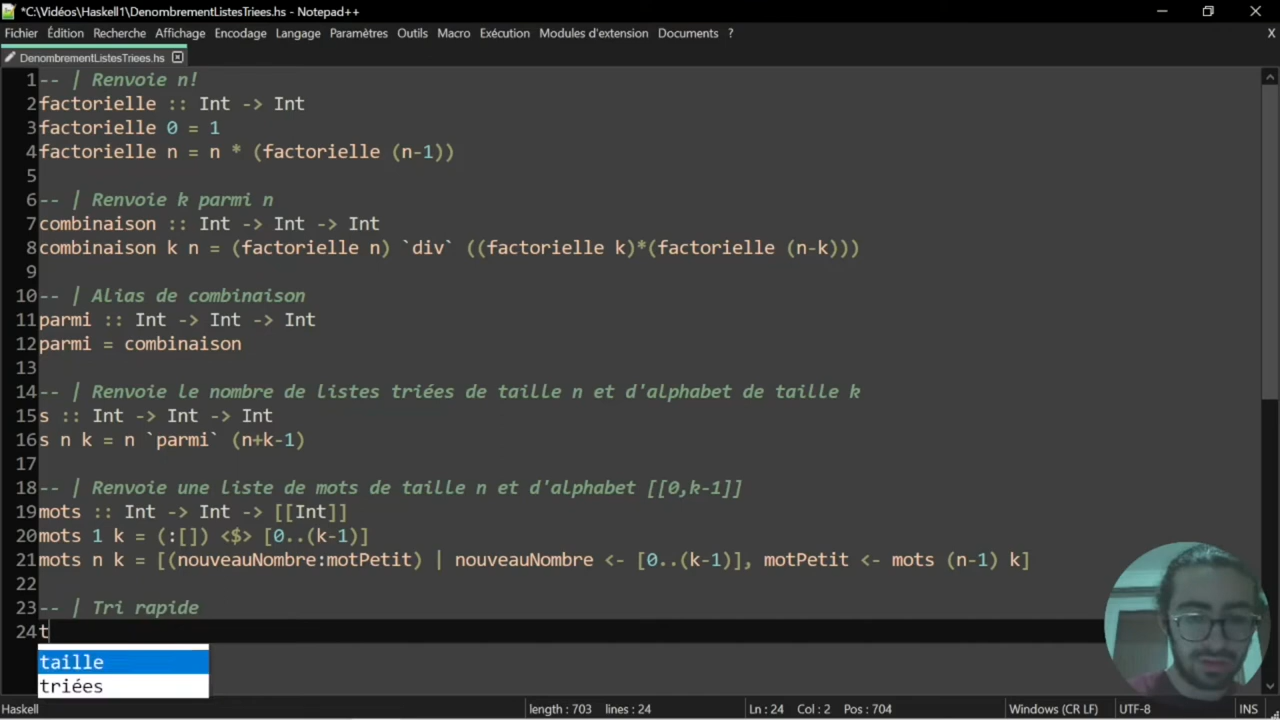 *C:\Vidéos\Haskell1\DenombrementListesTriees.hs - Notepad++
Fichier Édition Recherche Affichage Encodage Langage Paramètres Outils Macro Exécution Modules d'extension Documents ? X
DenombrementListesTriees.hs
1 -- | Renvoie n!
2 factorielle :: Int -> Int
3 factorielle 0 = 1
4 factorielle n = n * (factorielle (n-1))
5
6 -- | Renvoie k parmi n
7 combinaison :: Int -> Int -> Int
8 combinaison k n = (factorielle n) `div` ((factorielle k)*(factorielle (n-k)))
9
10 -- | Alias de combinaison
11 parmi :: Int -> Int -> Int
12 parmi = combinaison
13
14 -- | Renvoie le nombre de listes triées de taille n et d'alphabet de taille k
15 s :: Int -> Int -> Int
16 s n k = n `parmi` (n+k-1)
17
18 -- | Renvoie une liste de mots de taille n et d'alphabet [[0,k-1]]
19 mots :: Int -> Int -> [[Int]]
20 mots 1 k = (:[]) <$> [0..(k-1)]
21 mots n k = [(nouveauNombre:motPetit) | nouveauNombre <- [0..(k-1)], motPetit <- mots (n-1) k]
22
23 -- | Tri rapide
24 t
taille
triées
Haskell length : 703 lines : 24 Ln : 24 Col : 2 Pos : 704 Windows (CR LF) UTF-8 INS